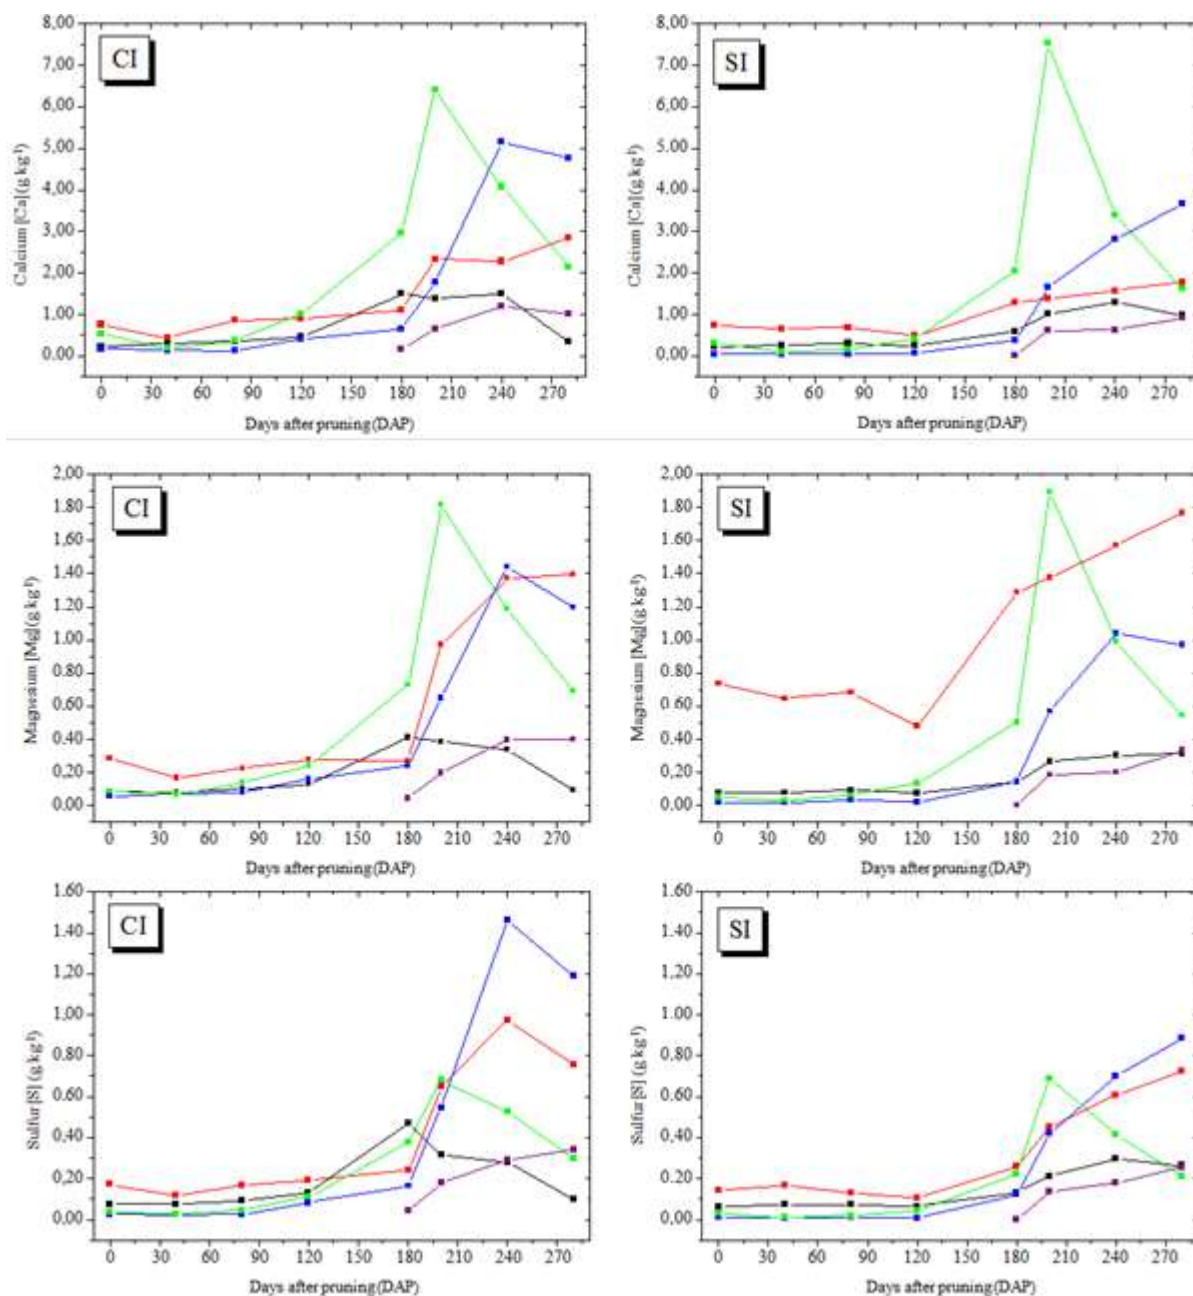 CI
8,00
7,00
6,00
5,00
4,00
3,00
2,00
1,00
0,00
Calcium [Ca] (g kg⁻¹)
0 30 60 90 120 150 180 210 240 270
Days after pruning (DAP)
SI
8,00
7,00
6,00
5,00
4,00
3,00
2,00
1,00
0,00
Calcium [Ca] (g kg⁻¹)
0 30 60 90 120 150 180 210 240 270
Days after pruning (DAP)
CI
2,00
1,80
1,60
1,40
1,20
1,00
0,80
0,60
0,40
0,20
0,00
Magnesium [Mg] (g kg⁻¹)
0 30 60 90 120 150 180 210 240 270
Days after pruning (DAP)
SI
2,00
1,80
1,60
1,40
1,20
1,00
0,80
0,60
0,40
0,20
0,00
Magnesium [Mg] (g kg⁻¹)
0 30 60 90 120 150 180 210 240 270
Days after pruning (DAP)
CI
1,60
1,40
1,20
1,00
0,80
0,60
0,40
0,20
0,00
Sulfur [S] (g kg⁻¹)
0 30 60 90 120 150 180 210 240 270
Days after pruning (DAP)
SI
1,60
1,40
1,20
1,00
0,80
0,60
0,40
0,20
0,00
Sulfur [S] (g kg⁻¹)
0 30 60 90 120 150 180 210 240 270
Days after pruning (DAP)